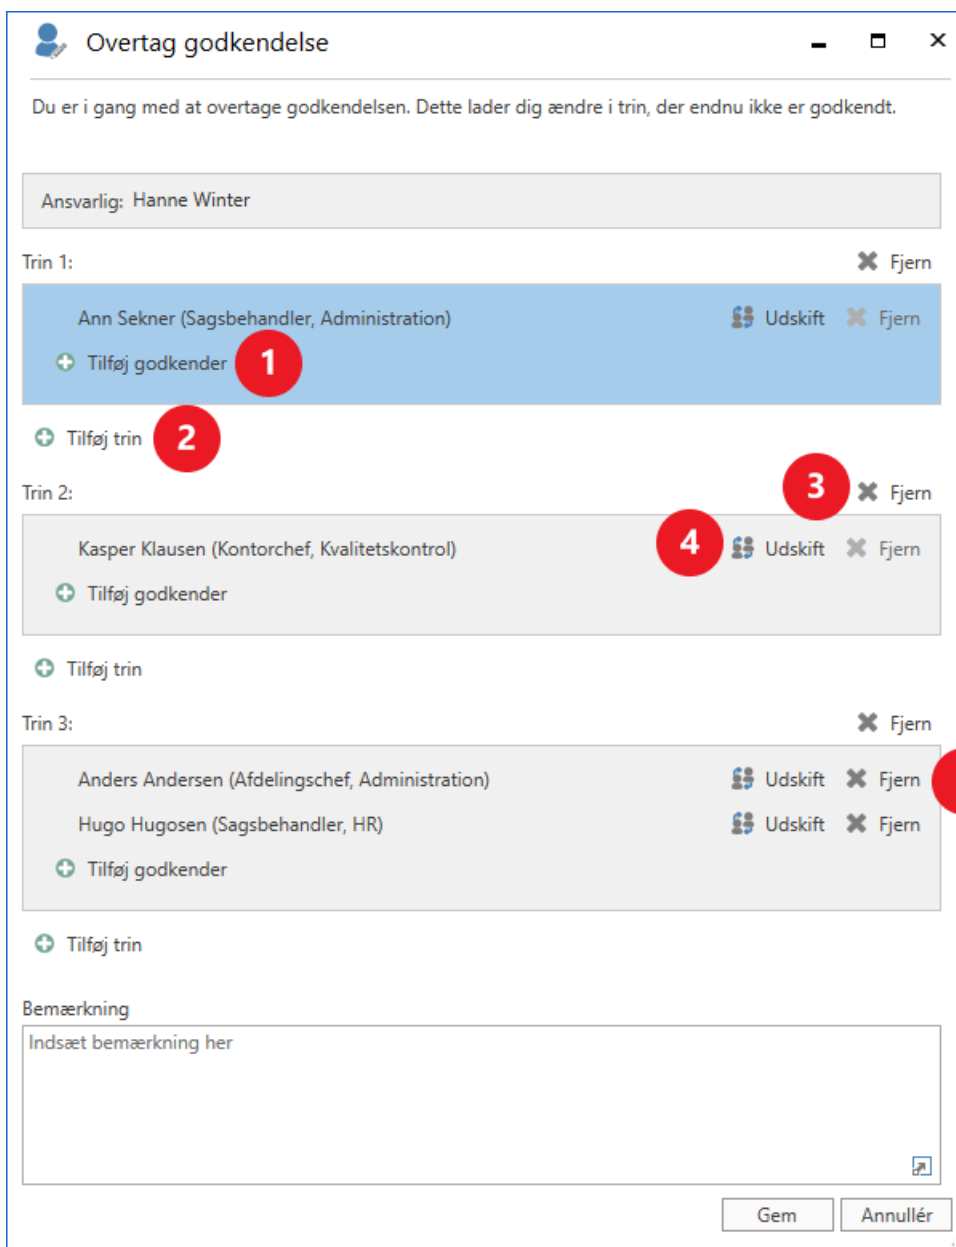 Overtag godkendelse
Du er i gang med at overtage godkendelsen. Dette lader dig ændre i trin, der endnu ikke er godkendt.
Ansvarlig: Hanne Winter
Trin 1: Fjern
Ann Sekner (Sagsbehandler, Administration) Udskift Fjern
Tilføj godkender 1
Tilføj trin 2
Trin 2: 3 Fjern
Kasper Klausen (Kontorchef, Kvalitetskontrol) 4 Udskift Fjern
Tilføj godkender
Tilføj trin
Trin 3: Fjern
Anders Andersen (Afdelingschef, Administration) Udskift Fjern
Hugo Hugosen (Sagsbehandler, HR) Udskift Fjern
Tilføj godkender
Tilføj trin
Bemærkning
Indsæt bemærkning her
Gem Annullér